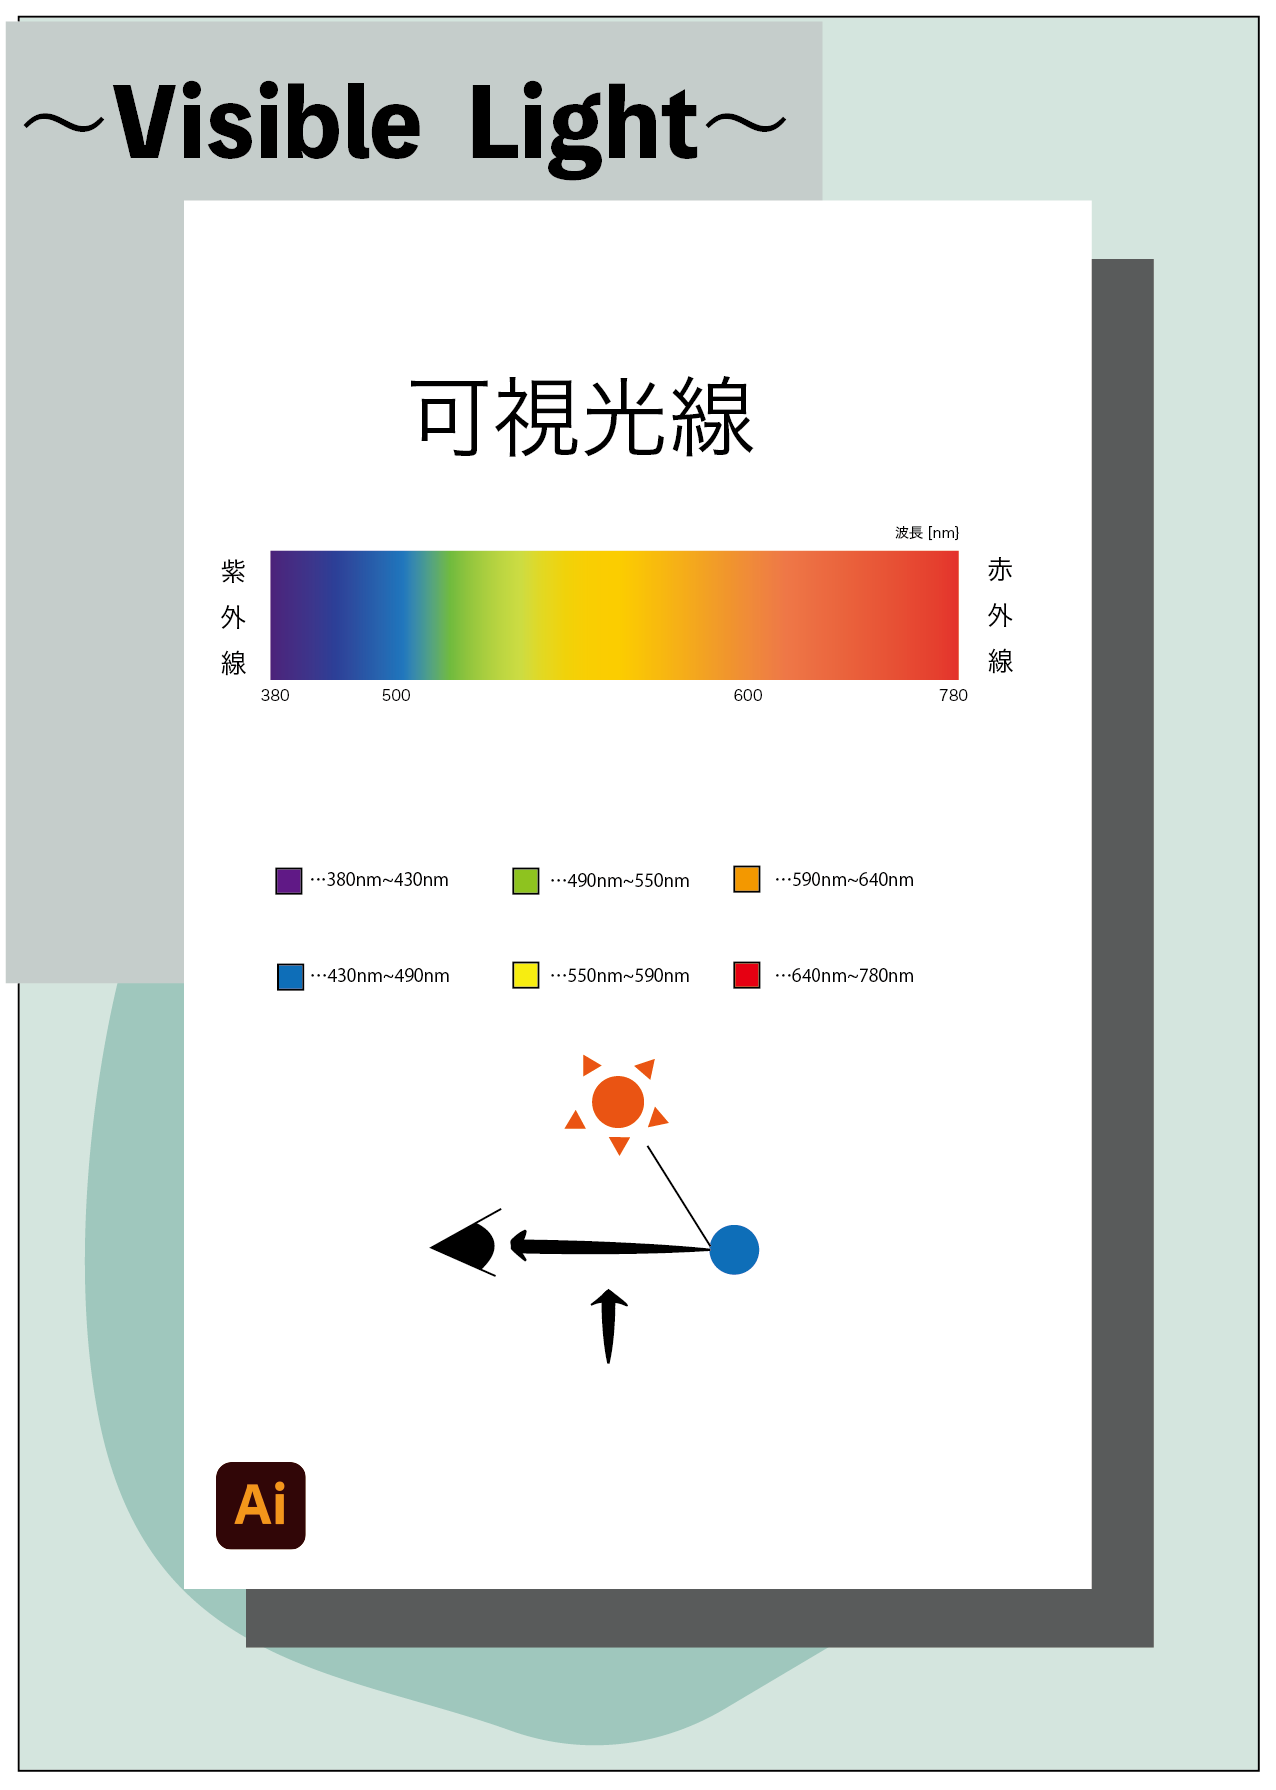 ～Visible Light～
可視光線
波長 [nm}
紫外線
赤外線
380 500 600 780
…380nm~430nm …490nm~550nm …590nm~640nm
…430nm~490nm …550nm~590nm …640nm~780nm
Ai